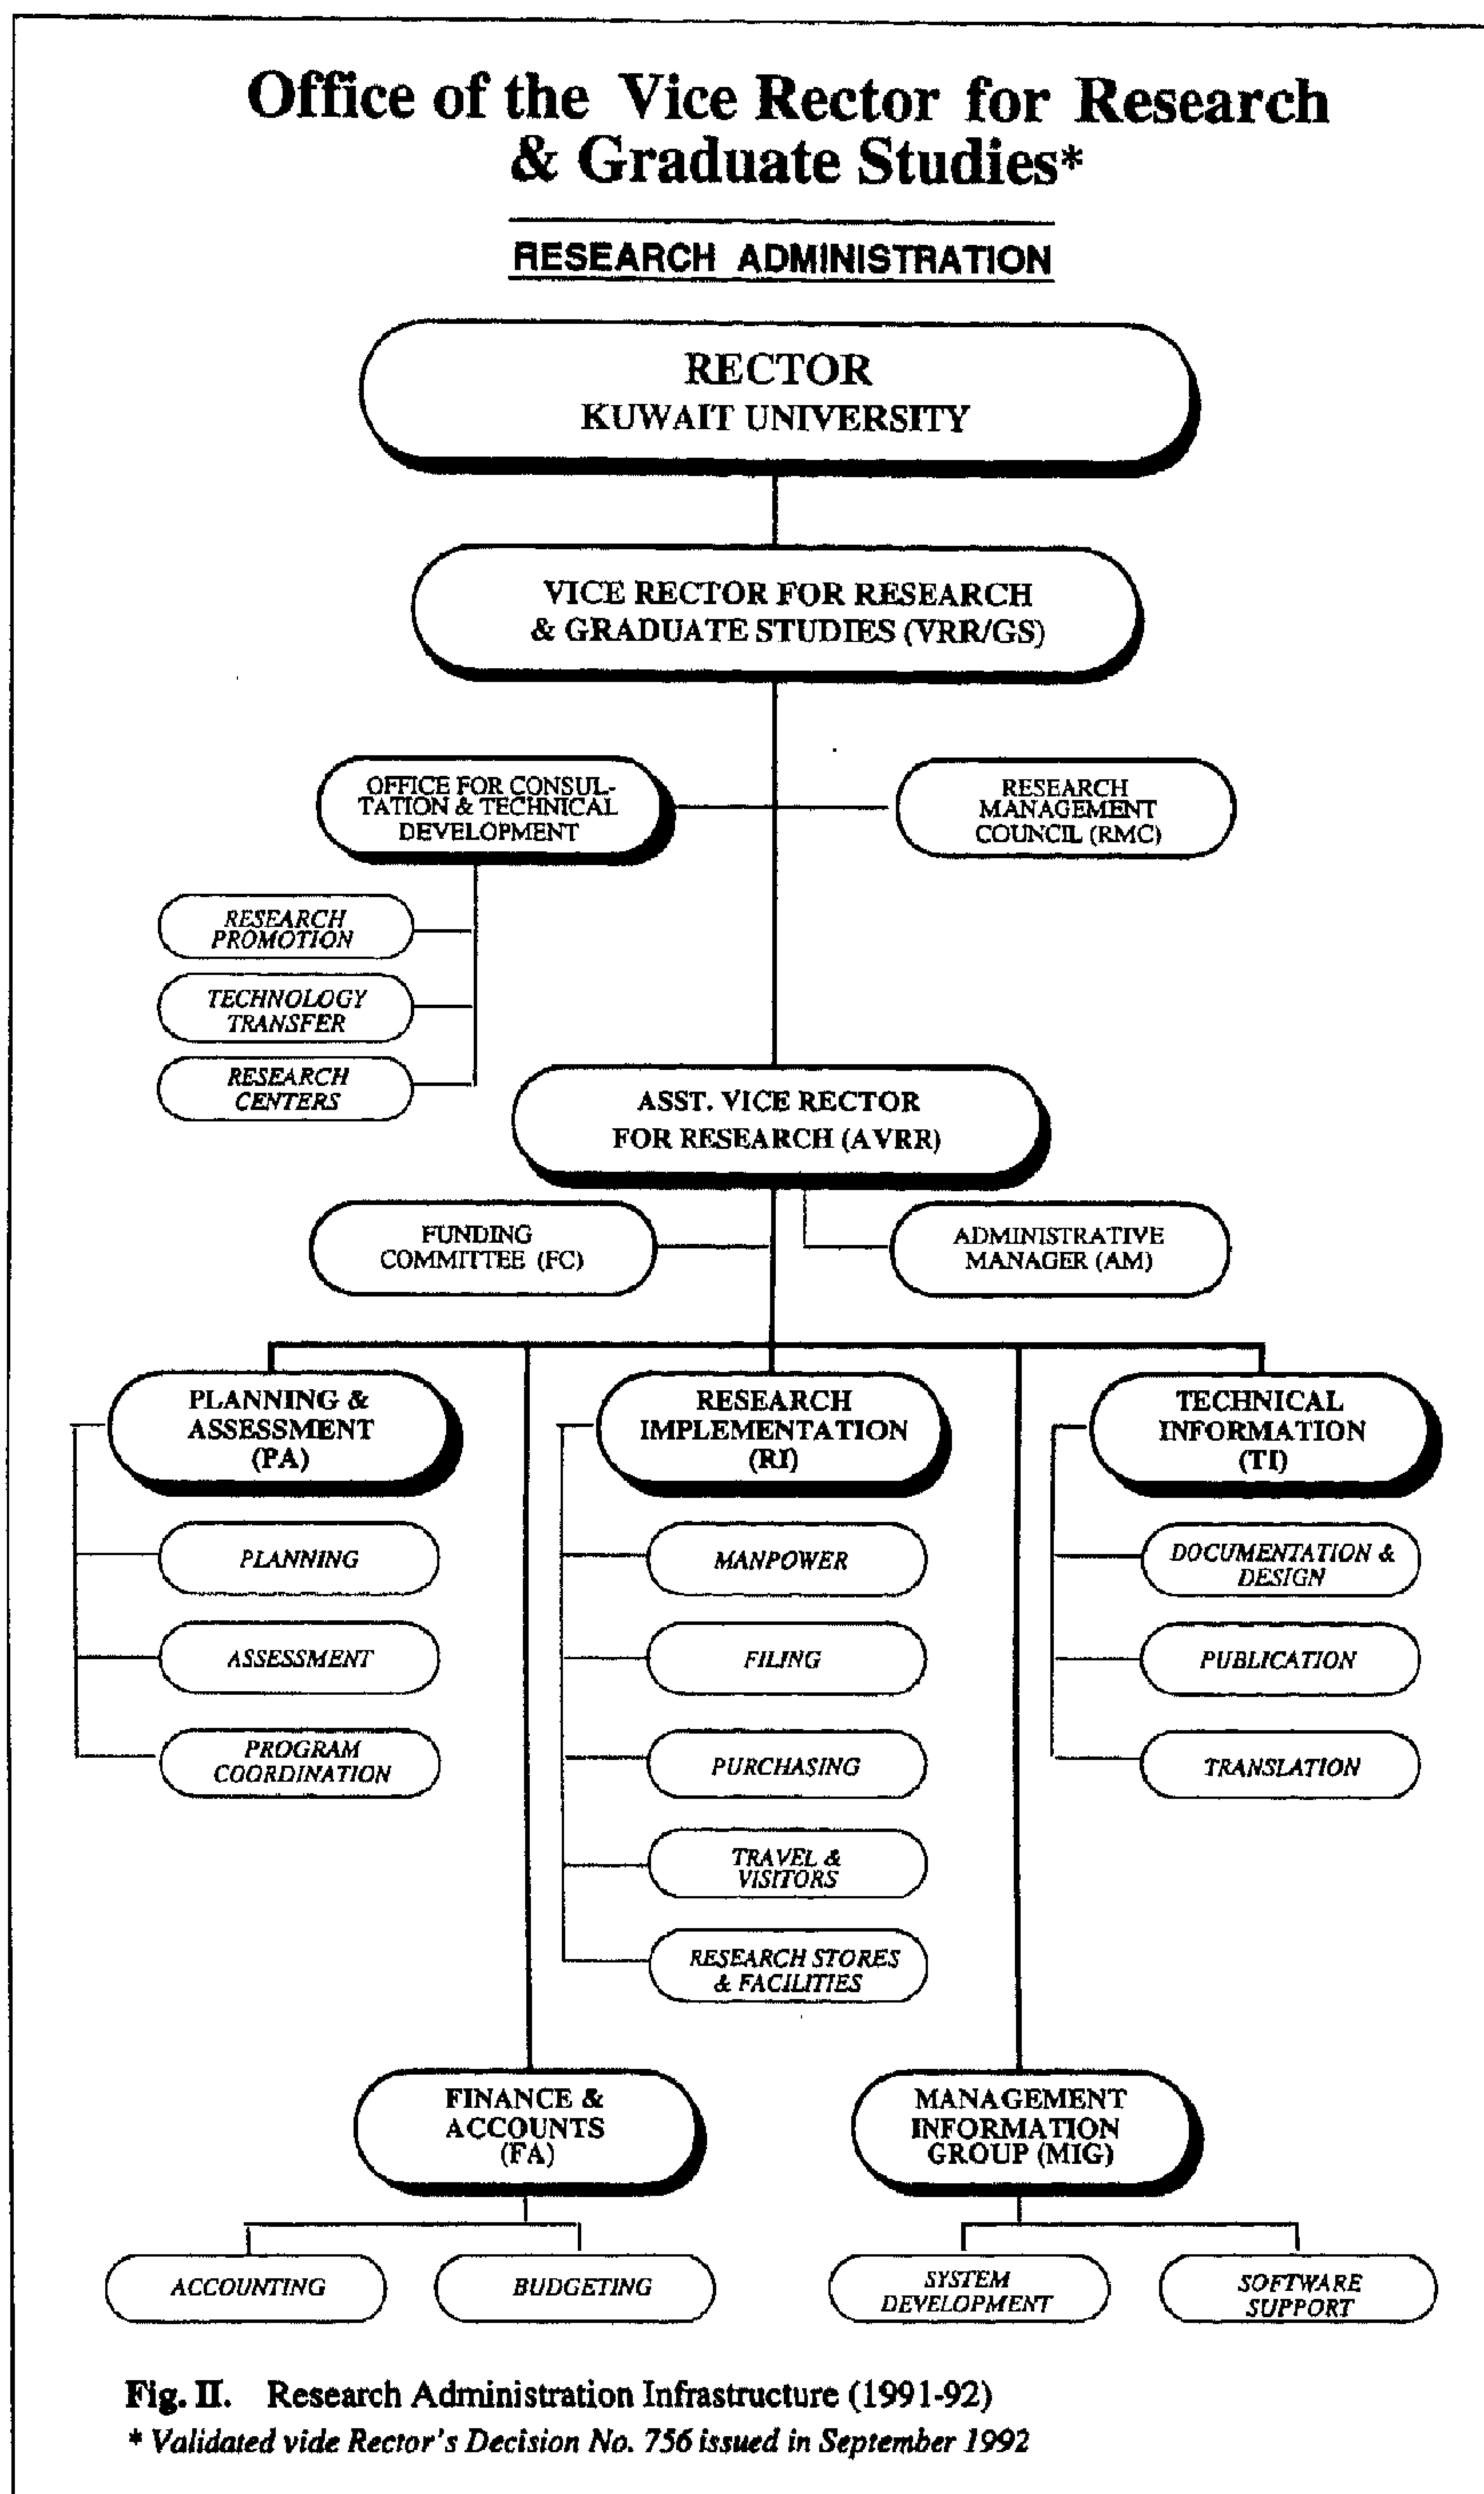 Office of the Vice Rector for Research
& Graduate Studies*
RESEARCH ADMINISTRATION
RECTOR
KUWAIT UNIVERSITY
VICE RECTOR FOR RESEARCH
& GRADUATE STUDIES (VRR/GS)
OFFICE FOR CONSUL-
TATION & TECHNICAL
DEVELOPMENT
RESEARCH
MANAGEMENT
COUNCIL (RMC)
RESEARCH
PROMOTION
TECHNOLOGY
TRANSFER
RESEARCH
CENTERS
ASST. VICE RECTOR
FOR RESEARCH (AVRR)
FUNDING
COMMITTEE (FC)
ADMINISTRATIVE
MANAGER (AM)
PLANNING &
ASSESSMENT
(PA)
PLANNING
ASSESSMENT
PROGRAM
COORDINATION
RESEARCH
IMPLEMENTATION
(RI)
MANPOWER
FILING
PURCHASING
TRAVEL &
VISITORS
RESEARCH STORES
& FACILITIES
TECHNICAL
INFORMATION
(TI)
DOCUMENTATION &
DESIGN
PUBLICATION
TRANSLATION
FINANCE &
ACCOUNTS
(FA)
ACCOUNTING
BUDGETING
MANAGEMENT
INFORMATION
GROUP (MIG)
SYSTEM
DEVELOPMENT
SOFTWARE
SUPPORT
Fig. II. Research Administration Infrastructure (1991-92)
* Validated vide Rector's Decision No. 756 issued in September 1992